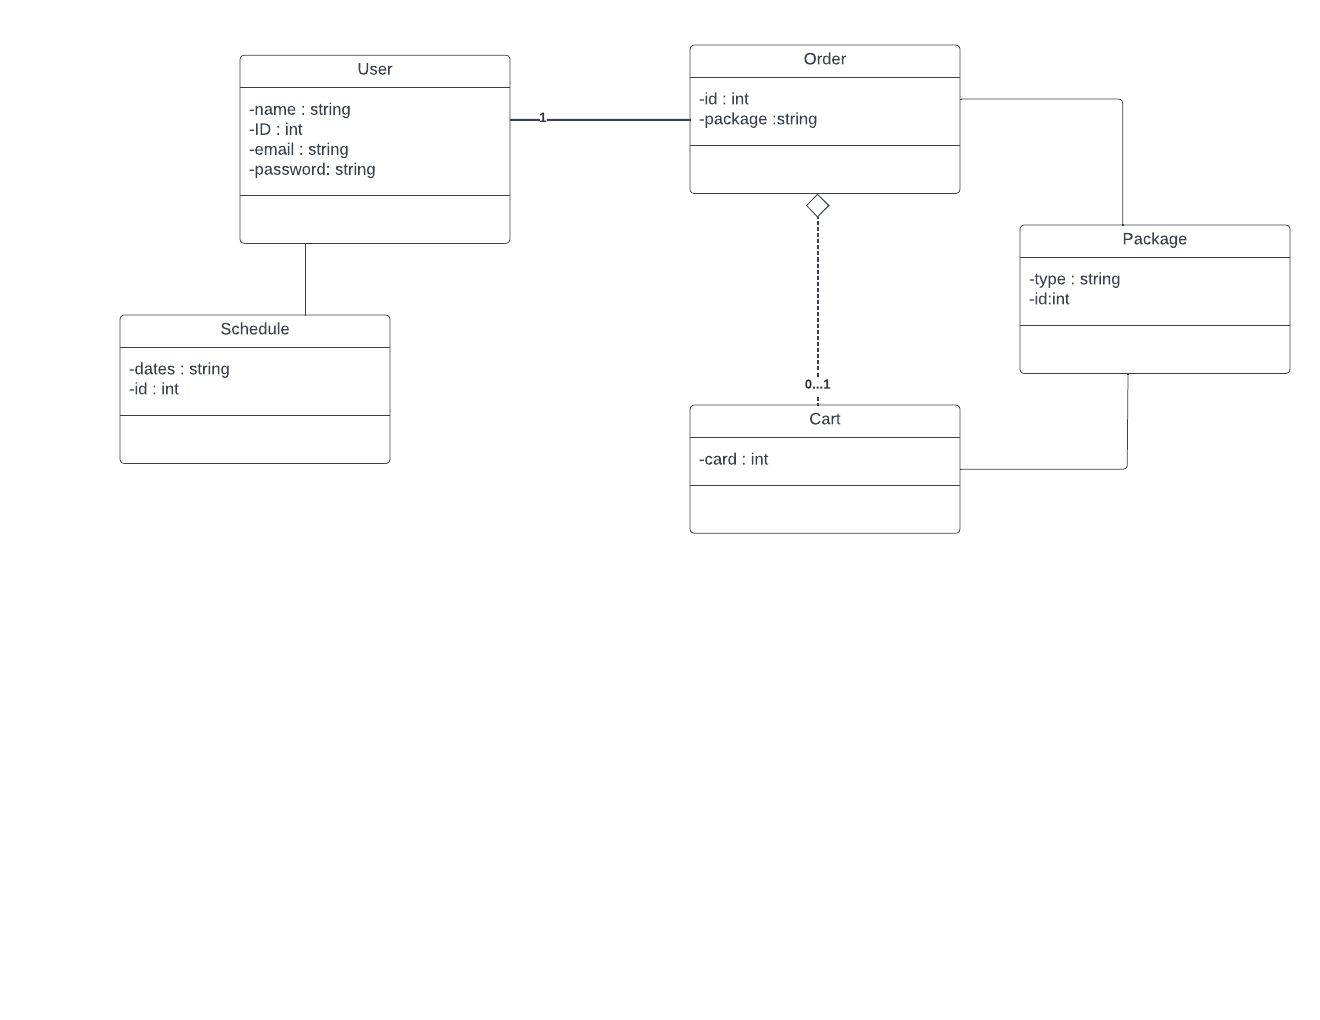 User
-name : string
-ID : int
-email : string
-password: string
1
Order
-id : int
-package :string
Package
-type : string
-id:int
Schedule
-dates : string
-id : int
0...1
Cart
-card : int